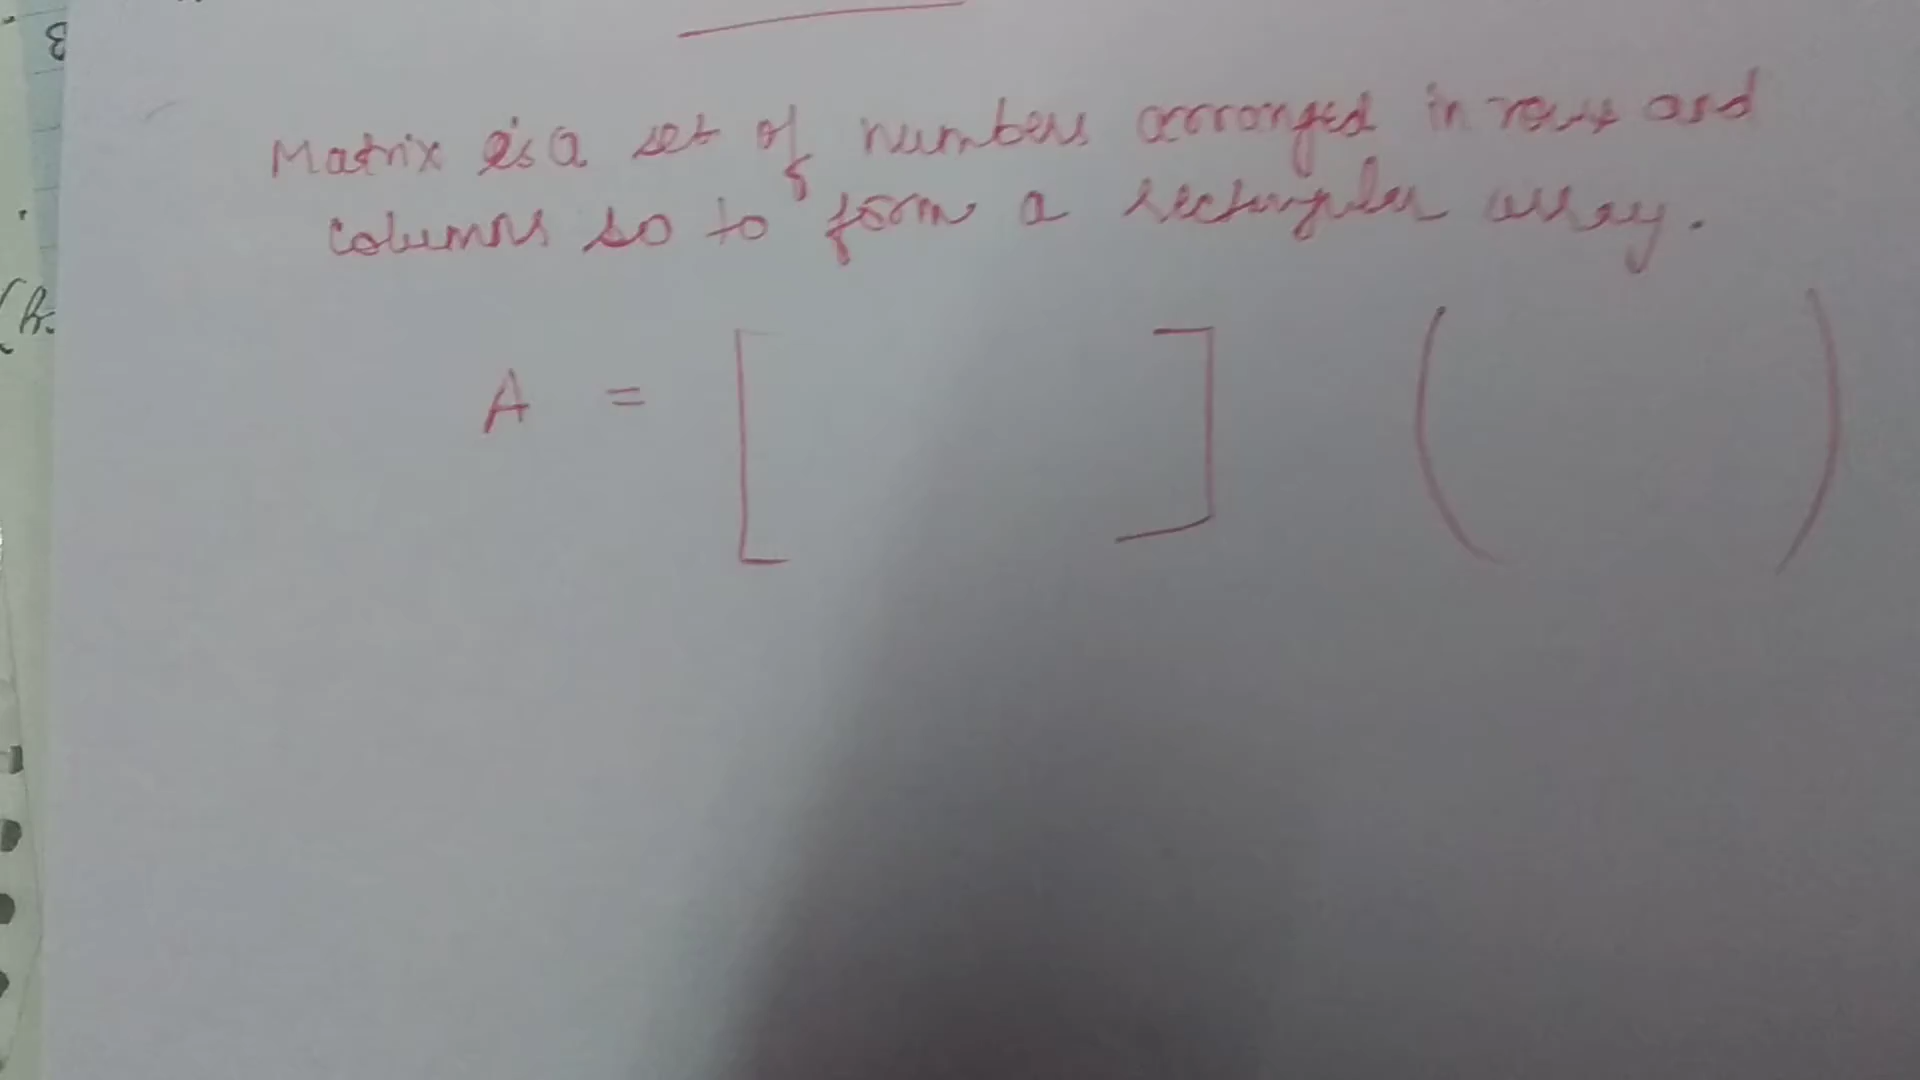 Matrix is a set of numbers arranged in rows and
columns so to form a rectangular array.
A = [ ] ( )